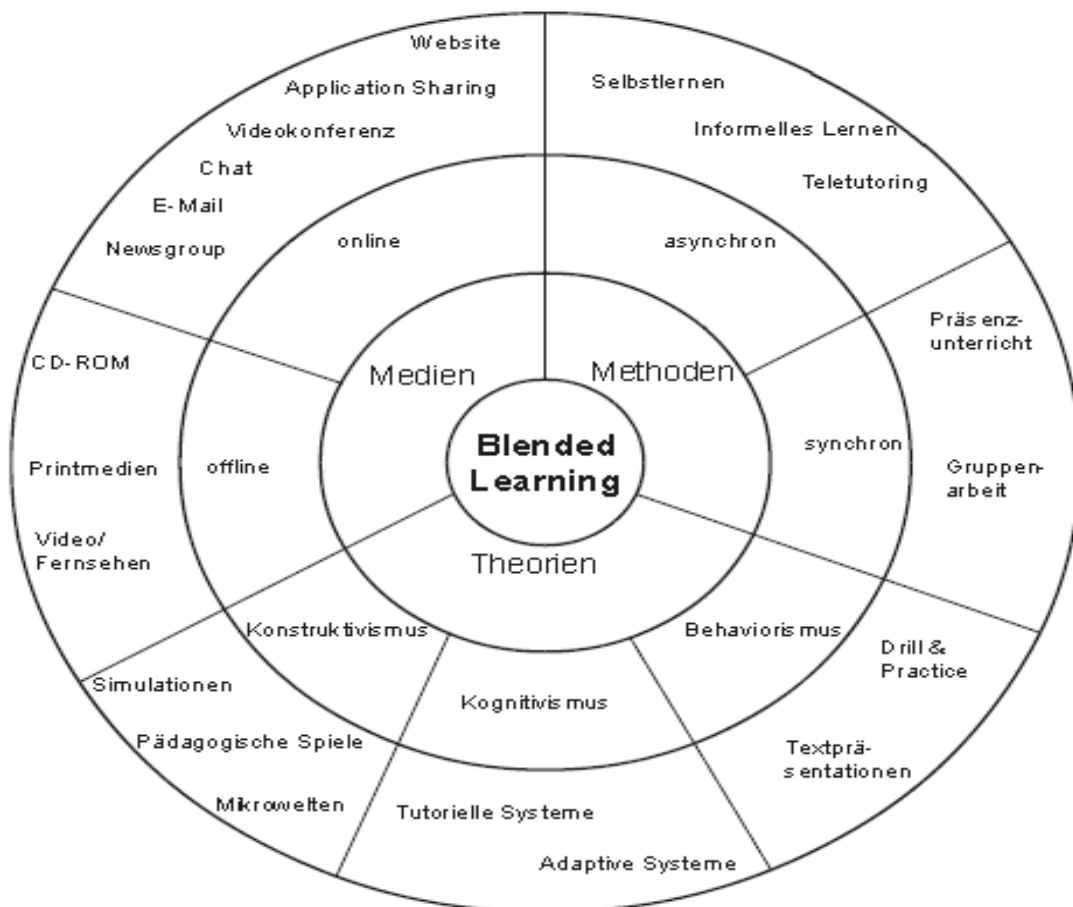 Website
Application Sharing
Videokonferenz
Chat
E-Mail
Newsgroup
Selbstlernen
Informelles Lernen
Teletutoring
online
asynchron
Präsenz-
unterricht
CD-ROM
Medien
Methoden
Blended
Learning
synchron
Printmedien
offline
Gruppen-
arbeit
Video/
Fernsehen
Theorien
Konstruktivismus
Behaviorismus
Kognitivismus
Drill &
Practice
Simulationen
Pädagogische Spiele
Mikrowelten
Textprä-
sentationen
Tutorielle Systeme
Adaptive Systeme